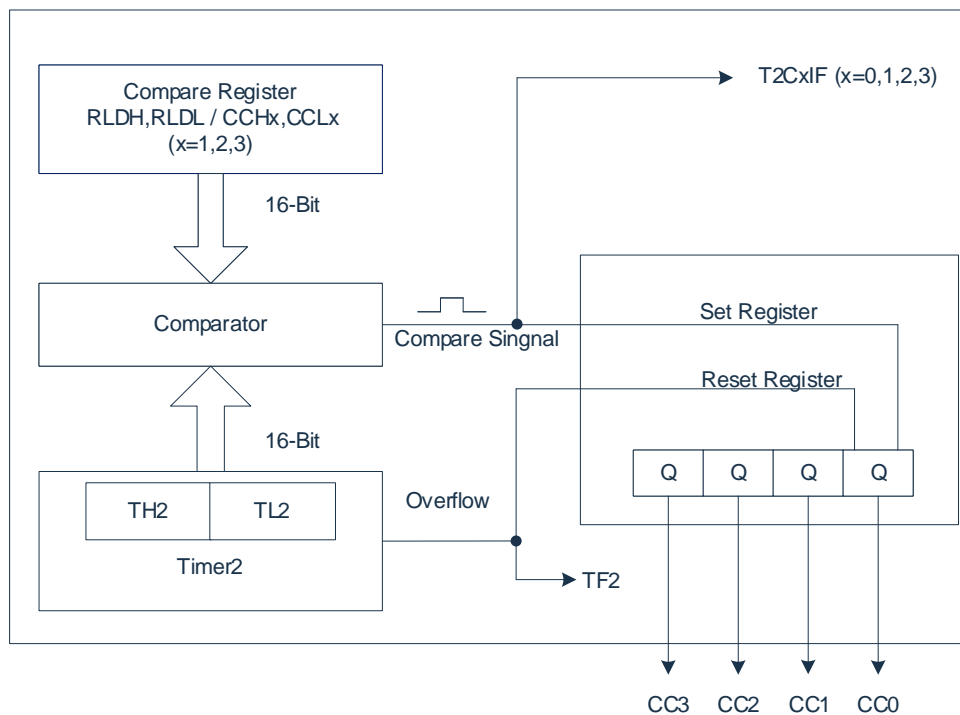 Compare Register
RLDH,RLDL / CCHx,CCLx
(x=1,2,3)
T2CxIF (x=0,1,2,3)
16-Bit
Comparator
Compare Singnal
Set Register
Reset Register
16-Bit
TH2
TL2
Timer2
Overflow
Q
Q
Q
Q
TF2
CC3
CC2
CC1
CC0